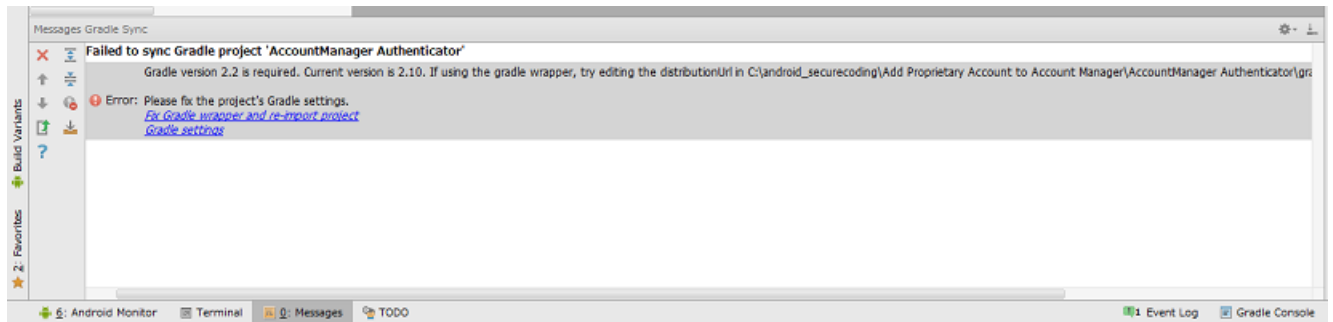 Messages Gradle Sync
Failed to sync Gradle project 'AccountManager Authenticator'
Gradle version 2.2 is required. Current version is 2.10. If using the gradle wrapper, try editing the distributionUrl in C:\android_securecoding\Add Proprietary Account to Account Manager\AccountManager Authenticator\gra
Error: Please fix the project's Gradle settings.
Fix Gradle wrapper and re-import project
Gradle settings
Build Variants
2: Favorites
6: Android Monitor
Terminal
0: Messages
TODO
1 Event Log
Gradle Console